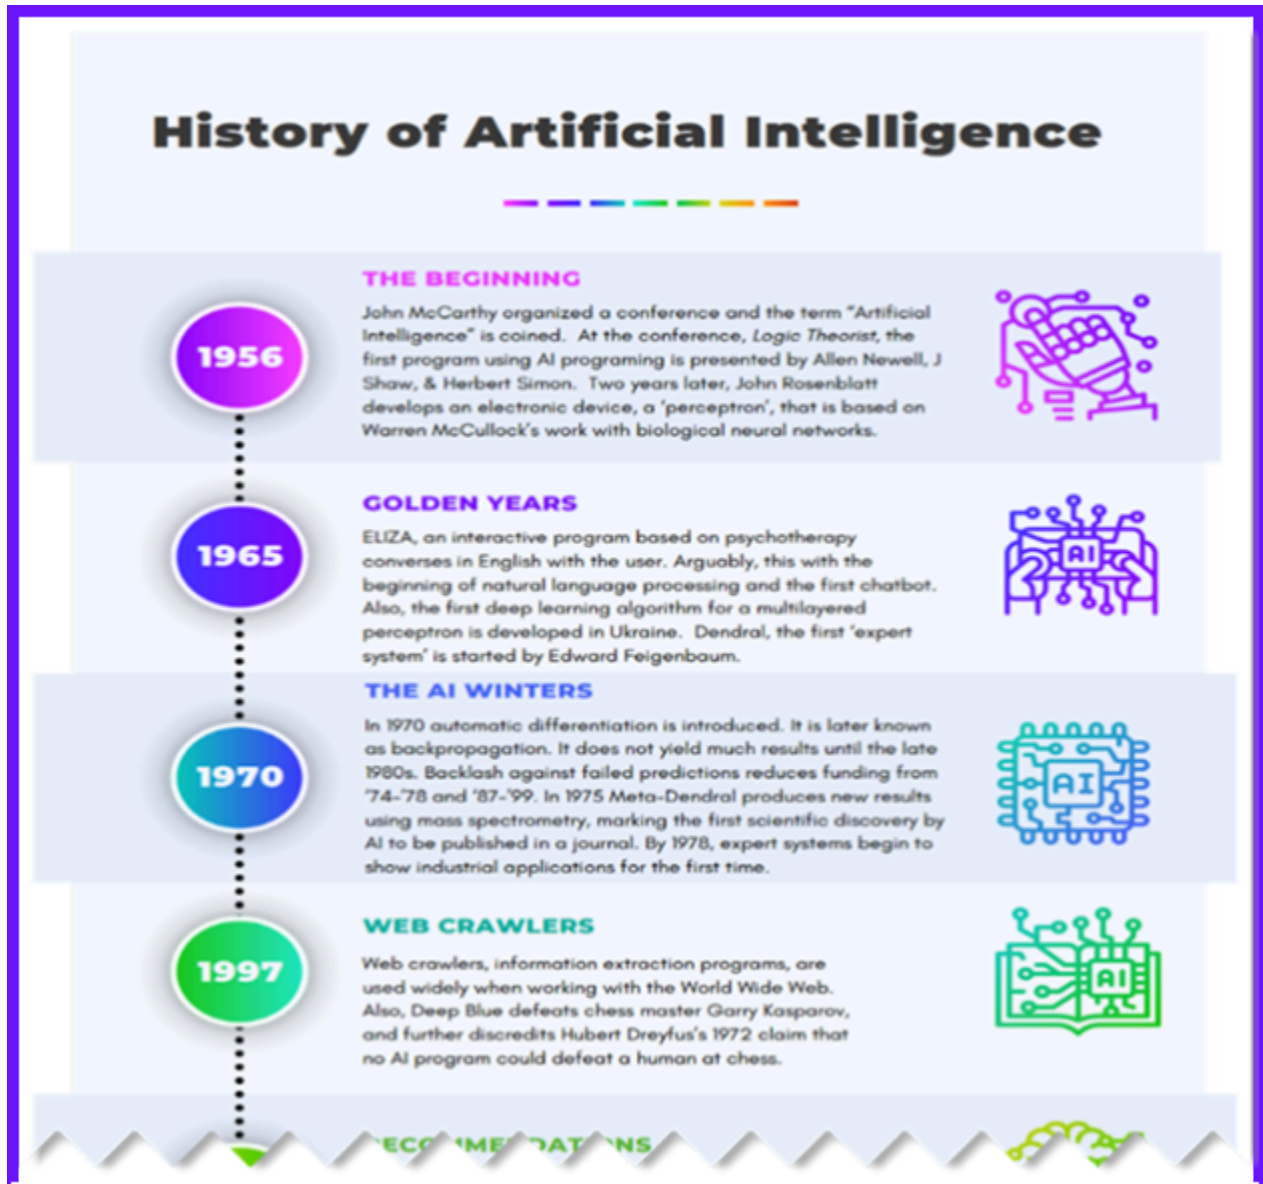 History of Artificial Intelligence
THE BEGINNING
1956
John McCarthy organized a conference and the term "Artificial
Intelligence" is coined. At the conference, Logic Theorist, the
first program using AI programing is presented by Allen Newell, J
Shaw, & Herbert Simon. Two years later, John Rosenblatt
develops an electronic device, a 'perceptron', that is based on
Warren McCullock's work with biological neural networks.
GOLDEN YEARS
1965
ELIZA, an interactive program based on psychotherapy
converses in English with the user. Arguably, this with the
beginning of natural language processing and the first chatbot.
Also, the first deep learning algorithm for a multilayered
perceptron is developed in Ukraine. Dendral, the first 'expert
system' is started by Edward Feigenbaum.
THE AI WINTERS
1970
In 1970 automatic differentiation is introduced. It is later known
as backpropagation. It does not yield much results until the late
1980s. Backlash against failed predictions reduces funding from
'74-'78 and '87-'99. In 1975 Meta-Dendral produces new results
using mass spectrometry, marking the first scientific discovery by
AI to be published in a journal. By 1978, expert systems begin to
show industrial applications for the first time.
WEB CRAWLERS
1997
Web crawlers, information extraction programs, are
used widely when working with the World Wide Web.
Also, Deep Blue defeats chess master Garry Kasparov,
and further discredits Hubert Dreyfus's 1972 claim that
no AI program could defeat a human at chess.
AI
AI
AI